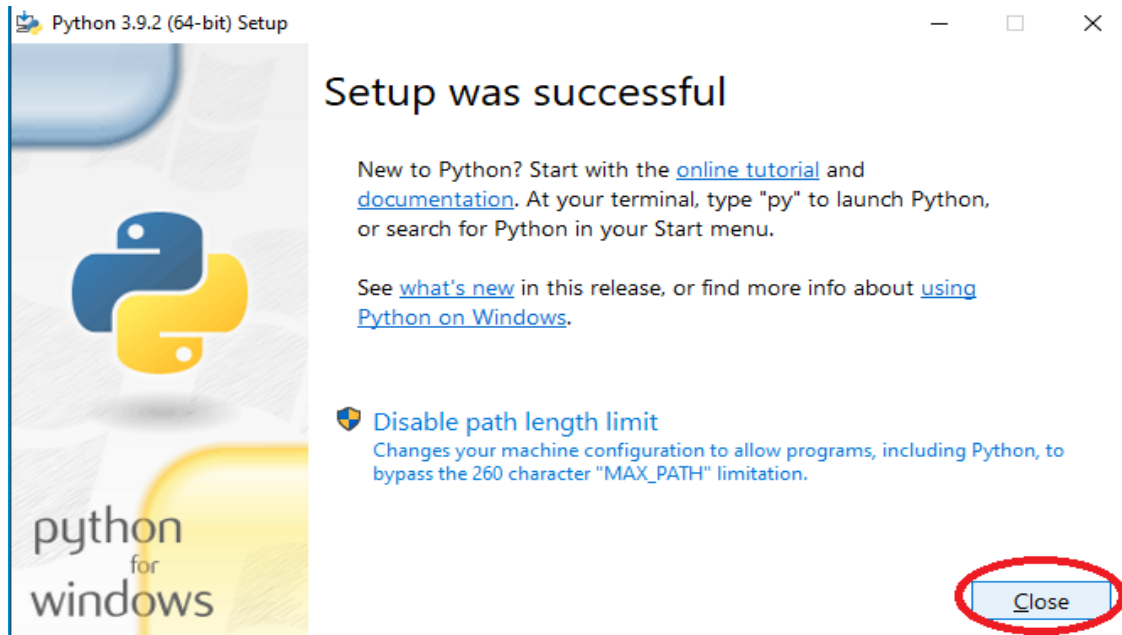 Python 3.9.2 (64-bit) Setup
Setup was successful
New to Python? Start with the online tutorial and
documentation. At your terminal, type "py" to launch Python,
or search for Python in your Start menu.
See what's new in this release, or find more info about using
Python on Windows.
Disable path length limit
Changes your machine configuration to allow programs, including Python, to
bypass the 260 character "MAX_PATH" limitation.
python
for
windows
Close